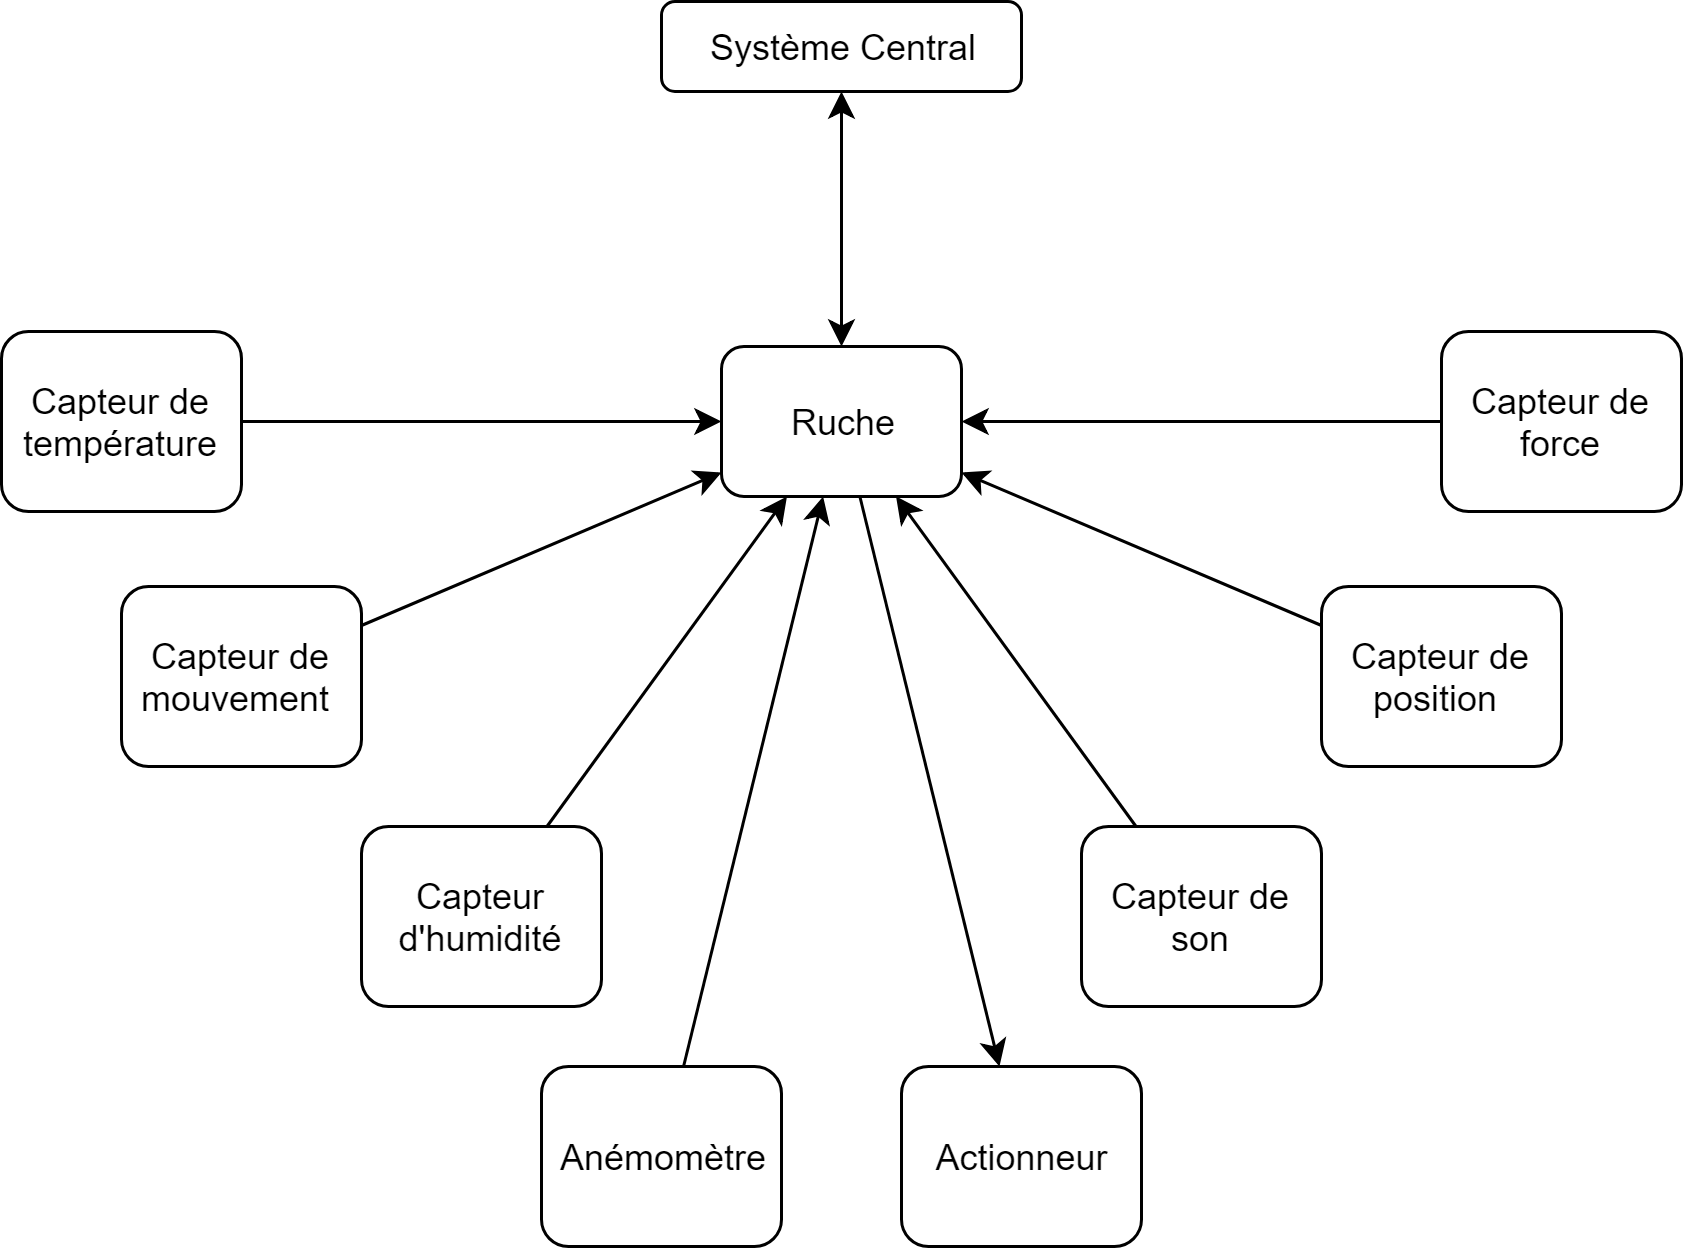 Système Central
Capteur de
température
Ruche
Capteur de
force
Capteur de
mouvement
Capteur de
position
Capteur
d'humidité
Capteur de
son
Anémomètre
Actionneur